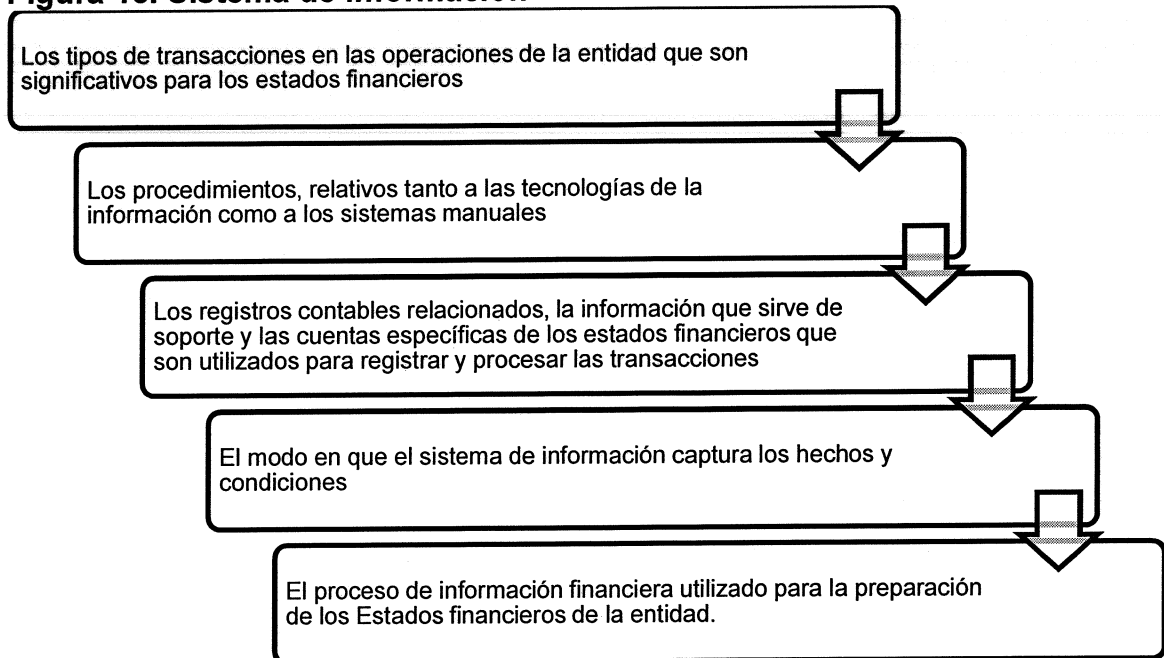 Los tipos de transacciones en las operaciones de la entidad que son
significativos para los estados financieros
Los procedimientos, relativos tanto a las tecnologías de la
información como a los sistemas manuales
Los registros contables relacionados, la información que sirve de
soporte y las cuentas específicas de los estados financieros que
son utilizados para registrar y procesar las transacciones
El modo en que el sistema de información captura los hechos y
condiciones
El proceso de información financiera utilizado para la preparación
de los Estados financieros de la entidad.